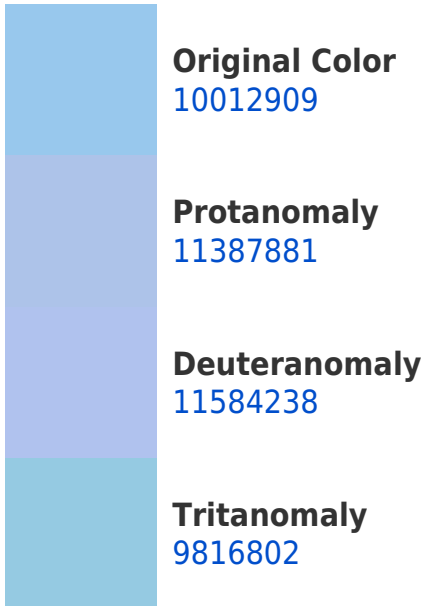 Original Color
10012909
Protanomaly
11387881
Deuteranomaly
11584238
Tritanomaly
9816802